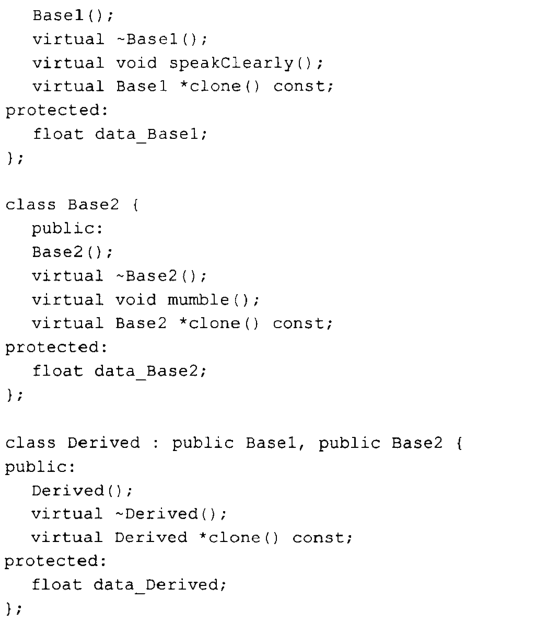 Base1();
virtual ~Base1();
virtual void speakClearly();
virtual Base1 *clone() const;
protected:
float data_Base1;
};
class Base2 {
public:
Base2();
virtual ~Base2();
virtual void mumble();
virtual Base2 *clone() const;
protected:
float data_Base2;
};
class Derived : public Base1, public Base2 {
public:
Derived();
virtual ~Derived();
virtual Derived *clone() const;
protected:
float data_Derived;
};